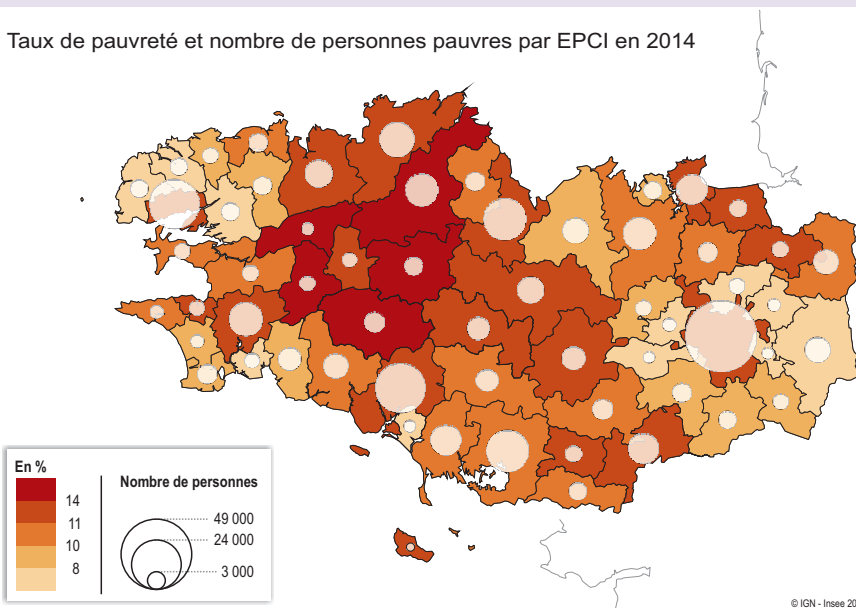 Taux de pauvreté et nombre de personnes pauvres par EPCI en 2014
En %
14
11
10
8
Nombre de personnes
49 000
24 000
3 000
© IGN - Insee 20